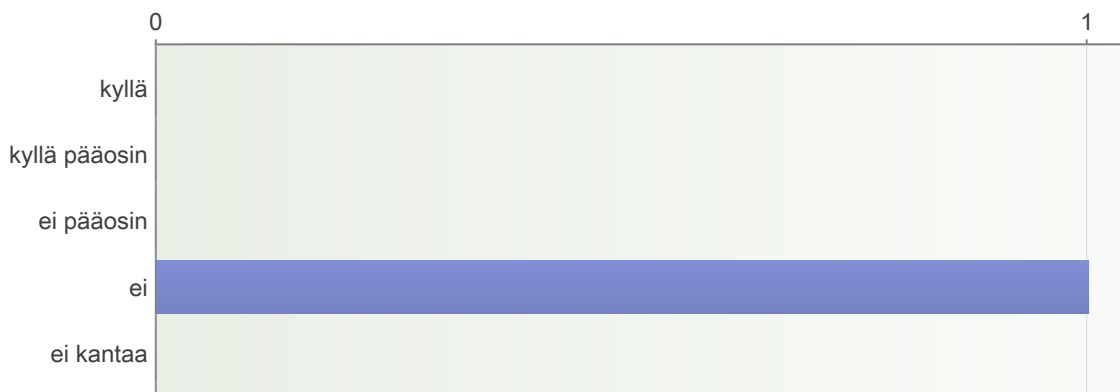 0 1
kyllä
kyllä pääosin
ei pääosin
ei
ei kantaa